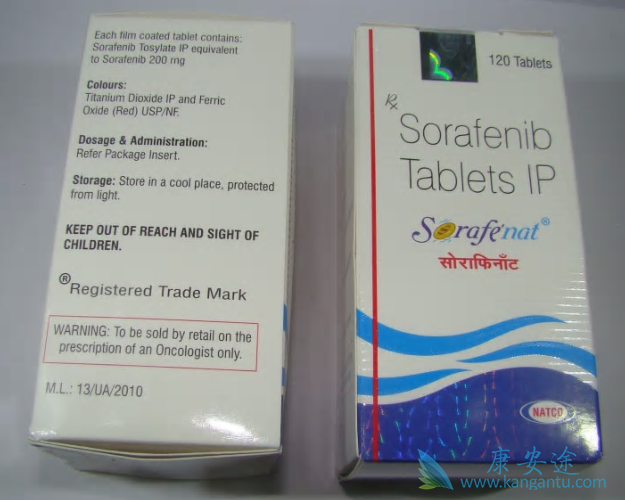 Each film coated tablet contains:
Sorafenib Tosylate IP equivalent
to Sorafenib 200 mg
Colours:
Titanium Dioxide IP and Ferric
Oxide (Red) USP/NF.
Dosage & Administration:
Refer Package Insert.
Storage: Store in a cool place, protected
from light.
KEEP OUT OF REACH AND SIGHT OF
CHILDREN.
®Registered Trade Mark
WARNING: To be sold by retail on the
prescription of an Oncologist only.
M.L.: 13/UA/2010
120 Tablets
Rx
Sorafenib
Tablets IP
Sorafenat®
सोराफिनॅाट
NATCO
康安途
www.kangantu.com